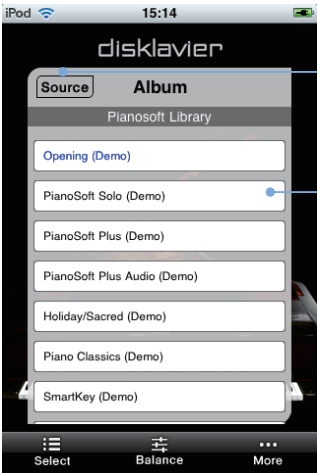 iPod 15:14
disklavier
Source Album
Pianosoft Library
Opening (Demo)
PianoSoft Solo (Demo)
PianoSoft Plus (Demo)
PianoSoft Plus Audio (Demo)
Holiday/Sacred (Demo)
Piano Classics (Demo)
SmartKey (Demo)
Select Balance More